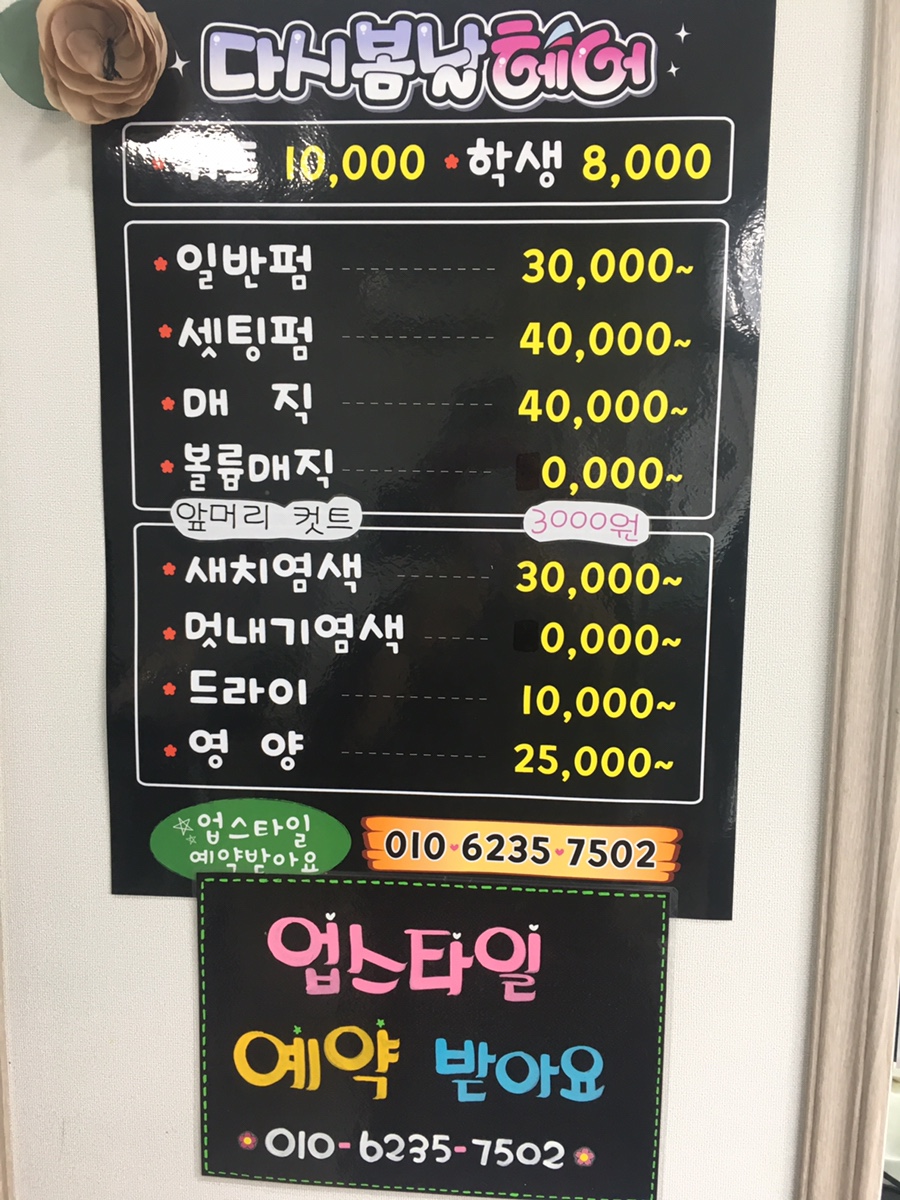 다시봄날헤어
10,000 학생 8,000
일반펌 30,000~
셋팅펌 40,000~
매 직 40,000~
볼륨매직 0,000~
앞머리 컷트 3000원
새치염색 30,000~
멋내기염색 0,000~
드라이 10,000~
영 양 25,000~
업스타일
예약받아요
010 6235 7502
업스타일
예약 받아요
010-6235-7502